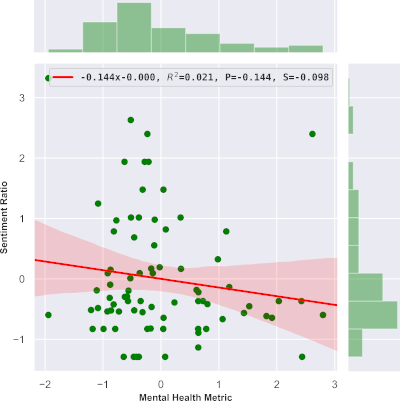 -0.144x-0.000, R²=0.021, P=-0.144, S=-0.098
3
2
1
0
−1
Sentiment Ratio
−2 −1 0 1 2 3
Mental Health Metric